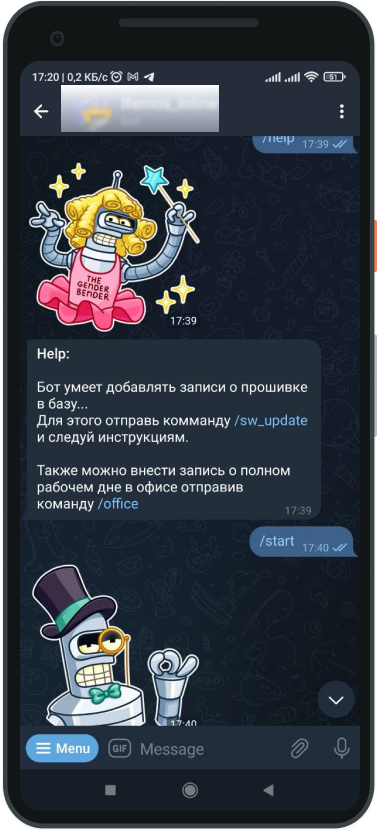 17:20 | 0,2 КБ/с
51
/help 17:39
THE
GENDER
BENDER
17:39
Help:
Бот умеет добавлять записи о прошивке
в базу...
Для этого отправь комманду /sw_update
и следуй инструкциям.
Также можно внести запись о полном
рабочем дне в офисе отправив
команду /office
17:39
/start 17:40
17:40
Menu GIF Message